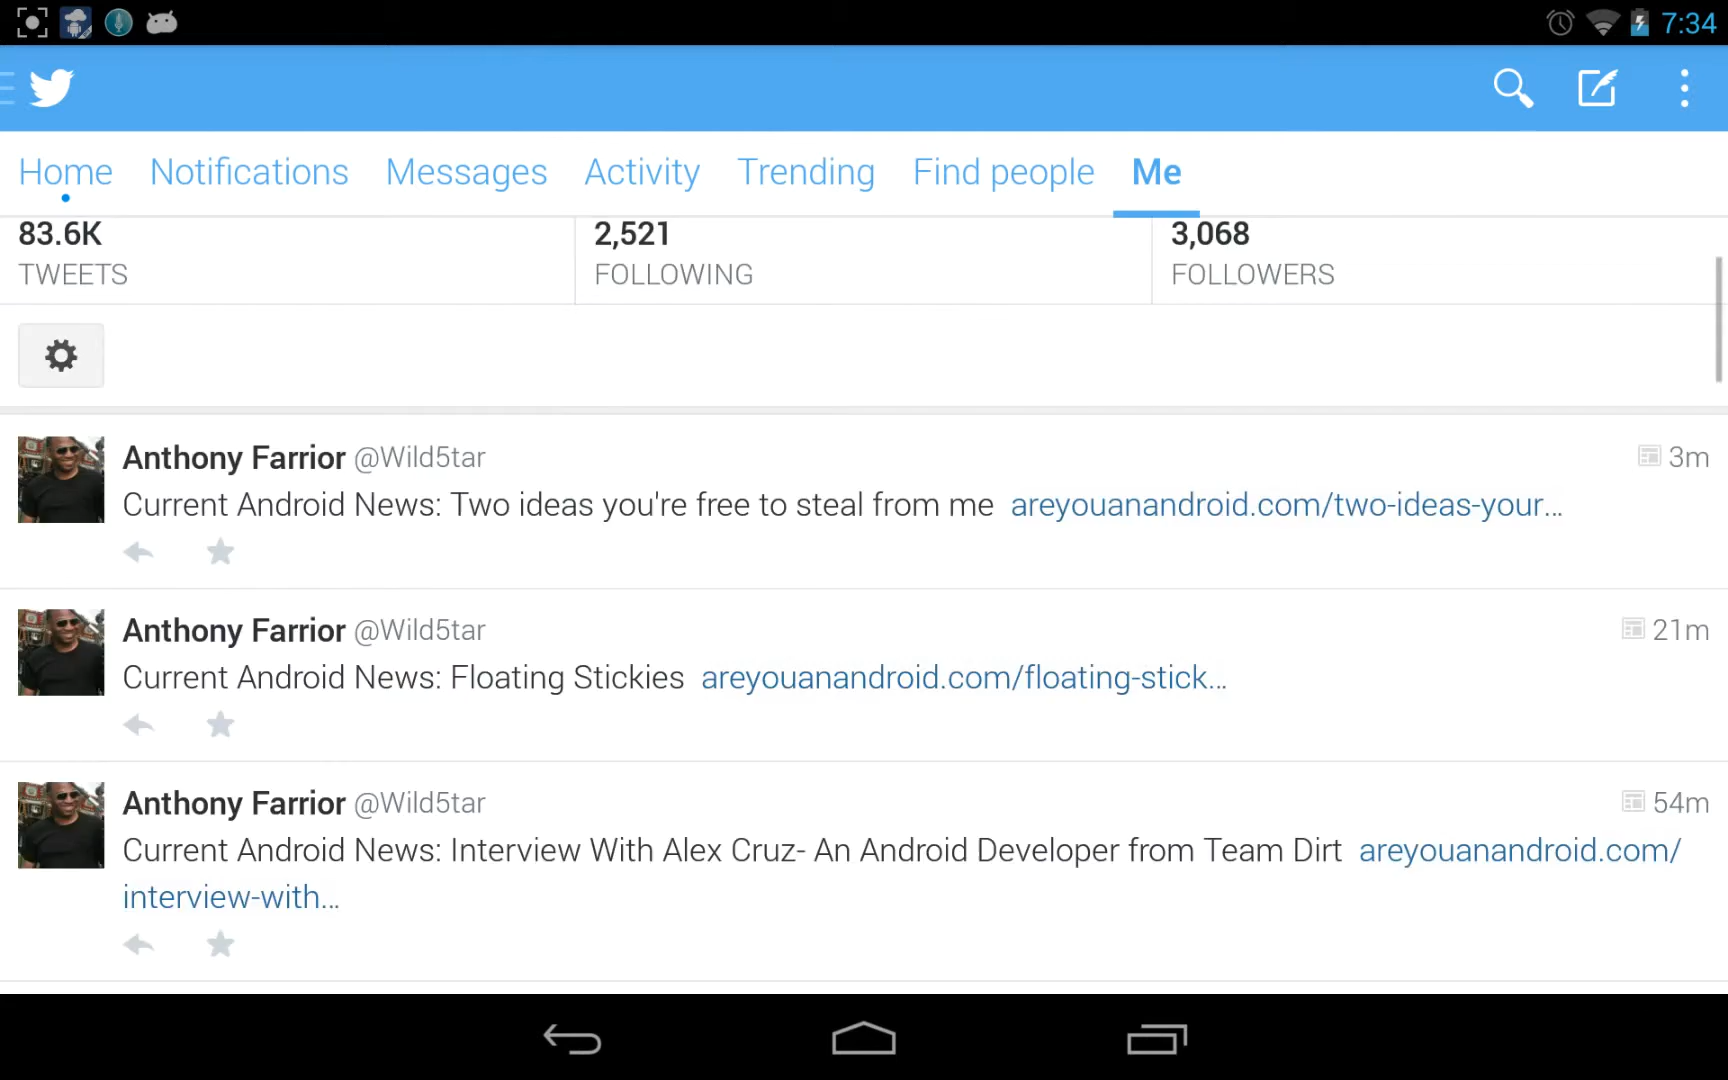 7:34
Home Notifications Messages Activity Trending Find people Me
83.6K 2,521 3,068
TWEETS FOLLOWING FOLLOWERS
Anthony Farrior @Wild5tar 3m
Current Android News: Two ideas you're free to steal from me areyouanandroid.com/two-ideas-your...
Anthony Farrior @Wild5tar 21m
Current Android News: Floating Stickies areyouanandroid.com/floating-stick...
Anthony Farrior @Wild5tar 54m
Current Android News: Interview With Alex Cruz- An Android Developer from Team Dirt areyouanandroid.com/
interview-with...